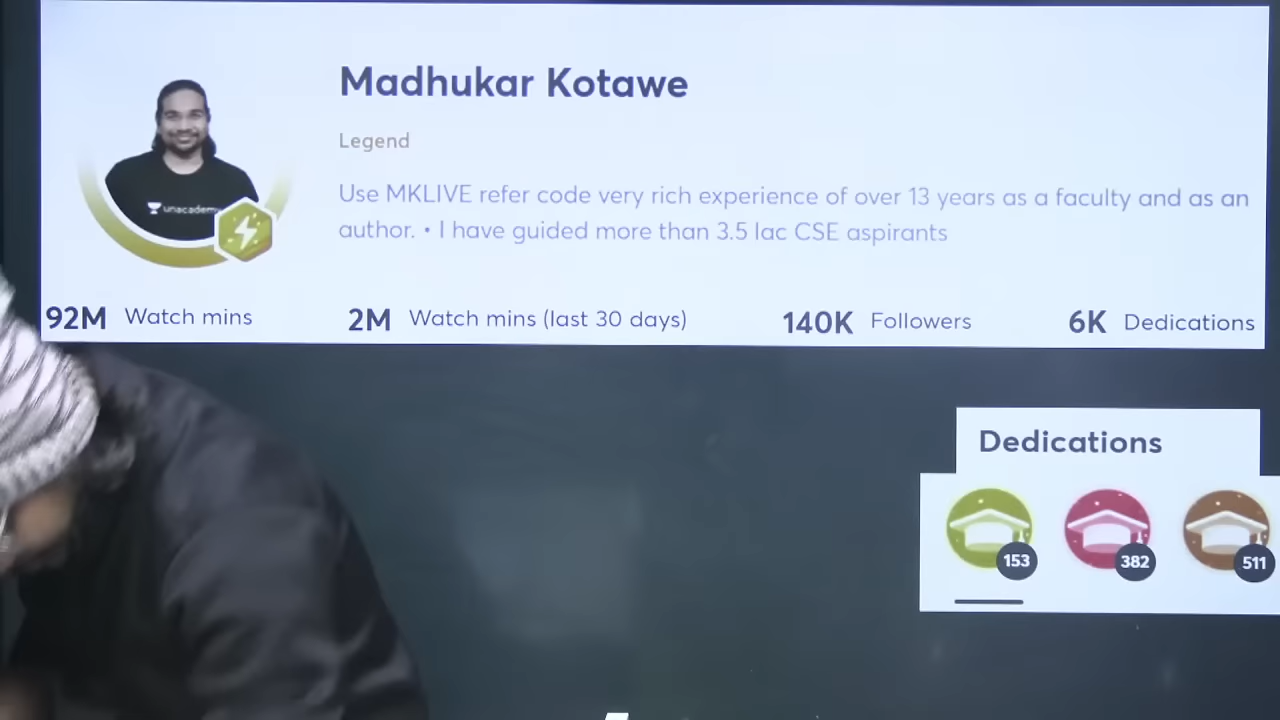 Madhukar Kotawe
Legend
Use MKLIVE refer code very rich experience of over 13 years as a faculty and as an
author. • I have guided more than 3.5 lac CSE aspirants
unacademy
92M Watch mins
2M Watch mins (last 30 days)
140K Followers
6K Dedications
Dedications
153
382
511